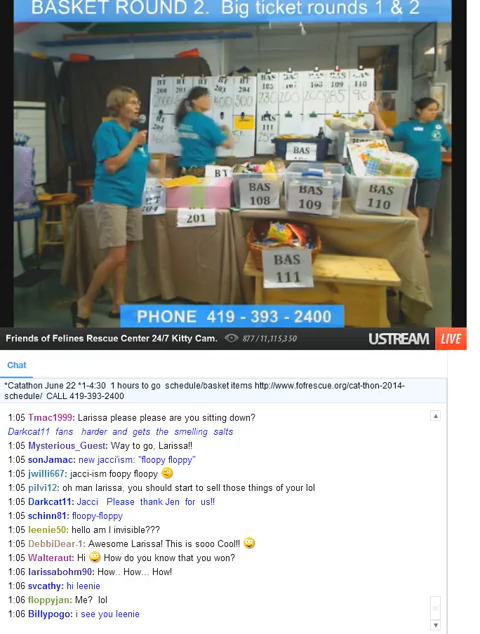 BASKET ROUND 2. Big ticket rounds 1 & 2
BT
204
BT
201
BAS
108
BAS
BAS
109
BAS
110
BAS
111
PHONE 419 - 393 - 2400
Friends of Felines Rescue Center 24/7 Kitty Cam. 877 / 11,115,350 USTREAM LIVE
Chat
*Catathon June 22 *1-4:30 1 hours to go schedule/basket items http://www.fofrescue.org/cat-thon-2014-
schedule/ CALL 419-393-2400
1:05 Tmac1999: Larissa please please are you sitting down?
Darkcat11 fans harder and gets the smelling salts
1:05 Mysterious_Guest: Way to go, Larissa!!
1:05 sonJamac: new jacci'ism: "floopy floppy"
1:05 jwilli667: jacci-ism foopy floopy
1:05 pilvi12: oh man larissa, you should start to sell those things of your lol
1:05 Darkcat11: Jacci Please thank Jen for us!!
1:05 schinn81: floopy-floppy
1:05 leenie50: hello am I invisible???
1:05 DebbiDear-1: Awesome Larissa! This is sooo Cool!!
1:05 Walteraut: Hi How do you know that you won?
1:06 larissabohm90: How.. How... How!
1:06 svcathy: hi leenie
1:06 floppyjan: Me? lol
1:06 Billypogo: i see you leenie